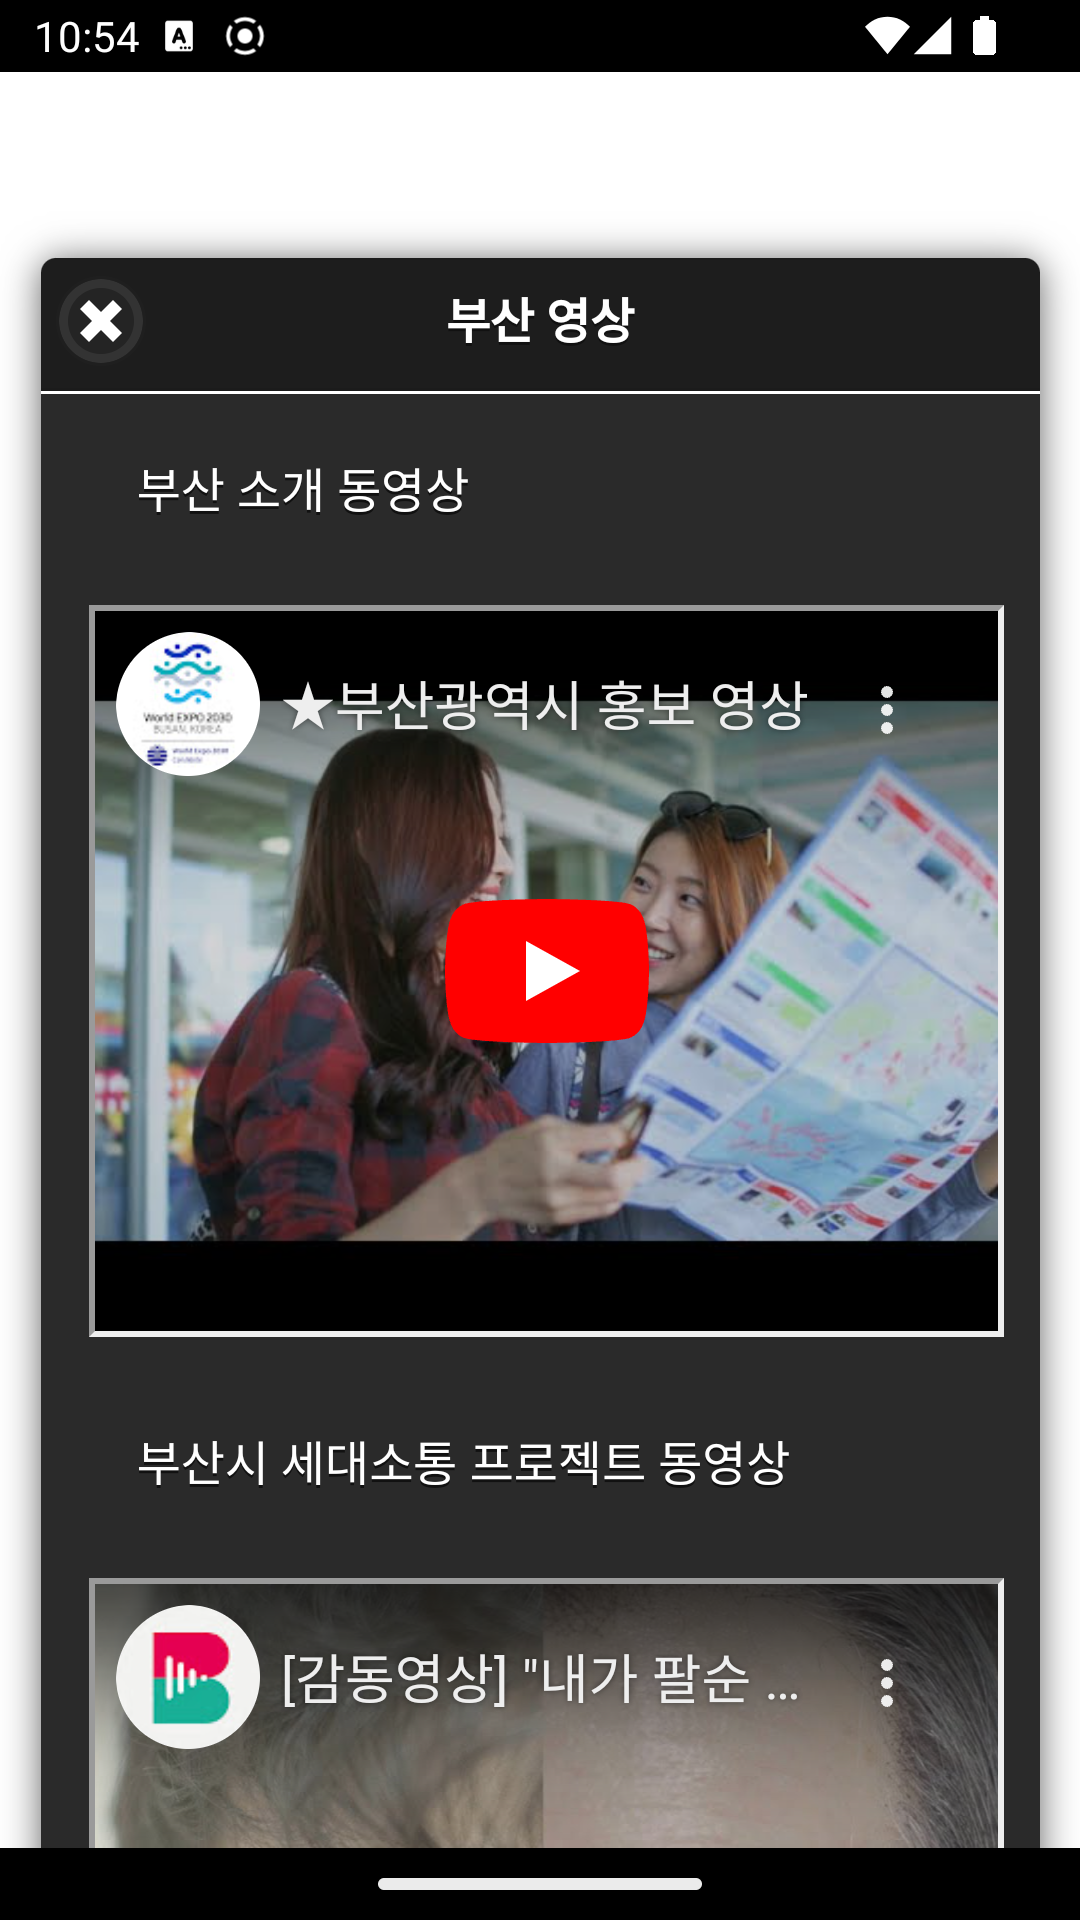 10:54
부산 영상
부산 소개 동영상
World EXPO 2030
BUSAN, KOREA
★부산광역시 홍보 영상
부산시 세대소통 프로젝트 동영상
[감동영상] "내가 팔순 ...